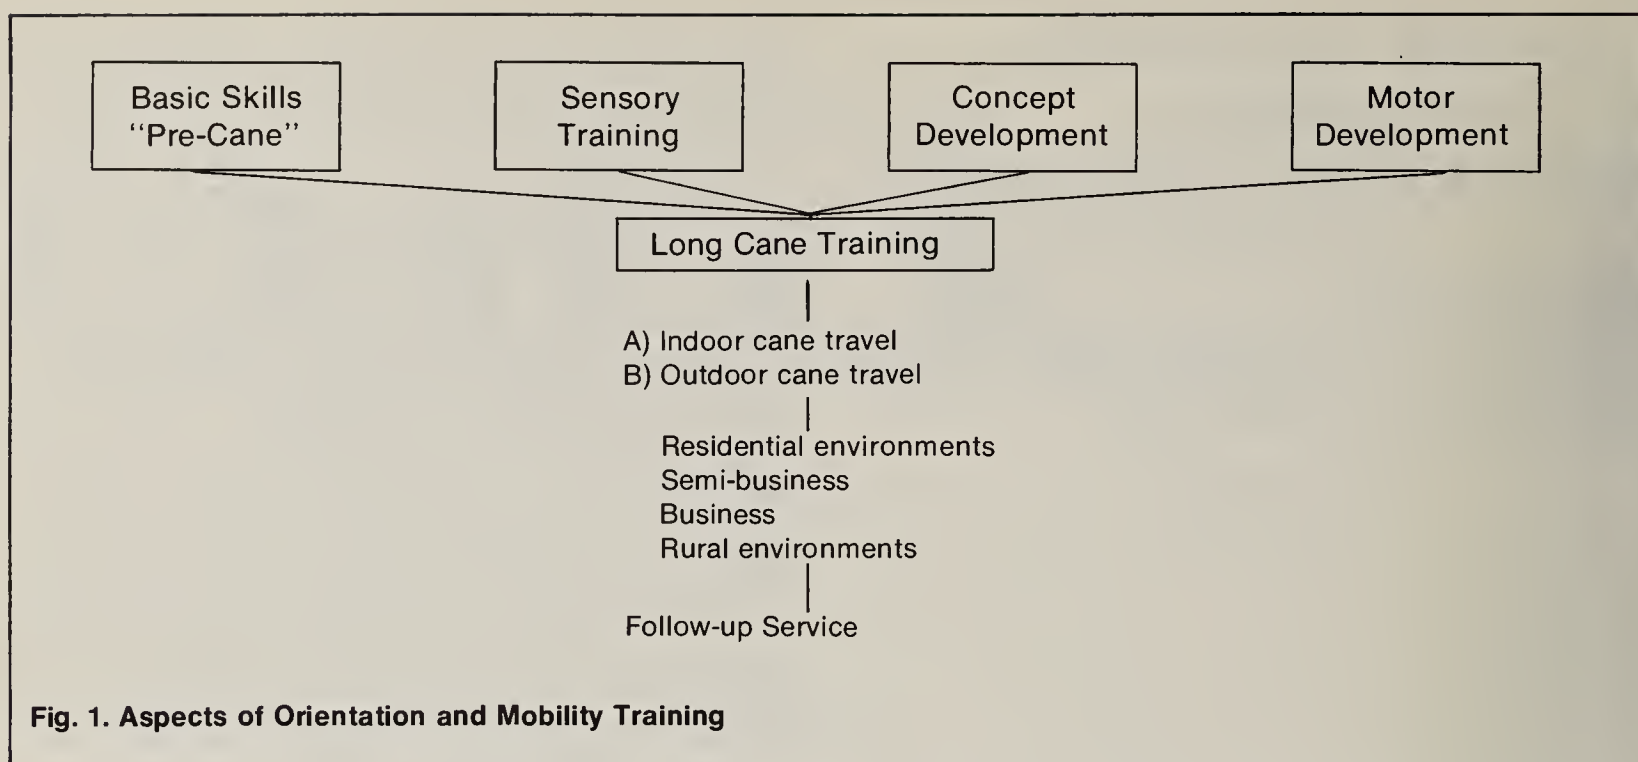 Basic Skills
“Pre-Cane”
Sensory
Training
Concept
Development
Motor
Development
Long Cane Training
A) Indoor cane travel
B) Outdoor cane travel
Residential environments
Semi-business
Business
Rural environments
Follow-up Service
Fig. 1. Aspects of Orientation and Mobility Training